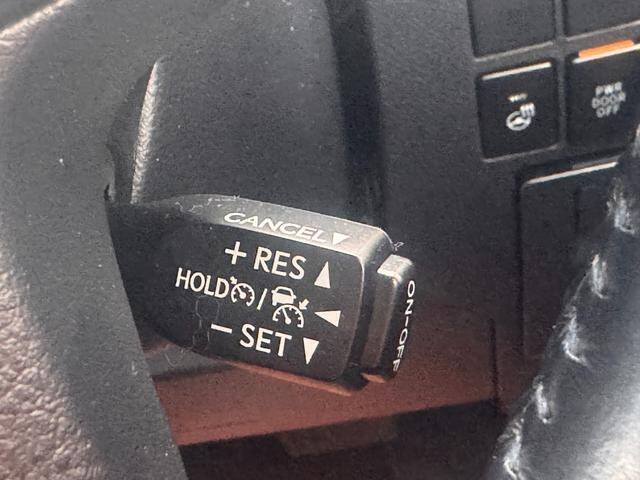 CANCEL▼
+ RES ▲
HOLD / ◀
− SET ▼
ON-OFF
PWR
DOOR
OFF